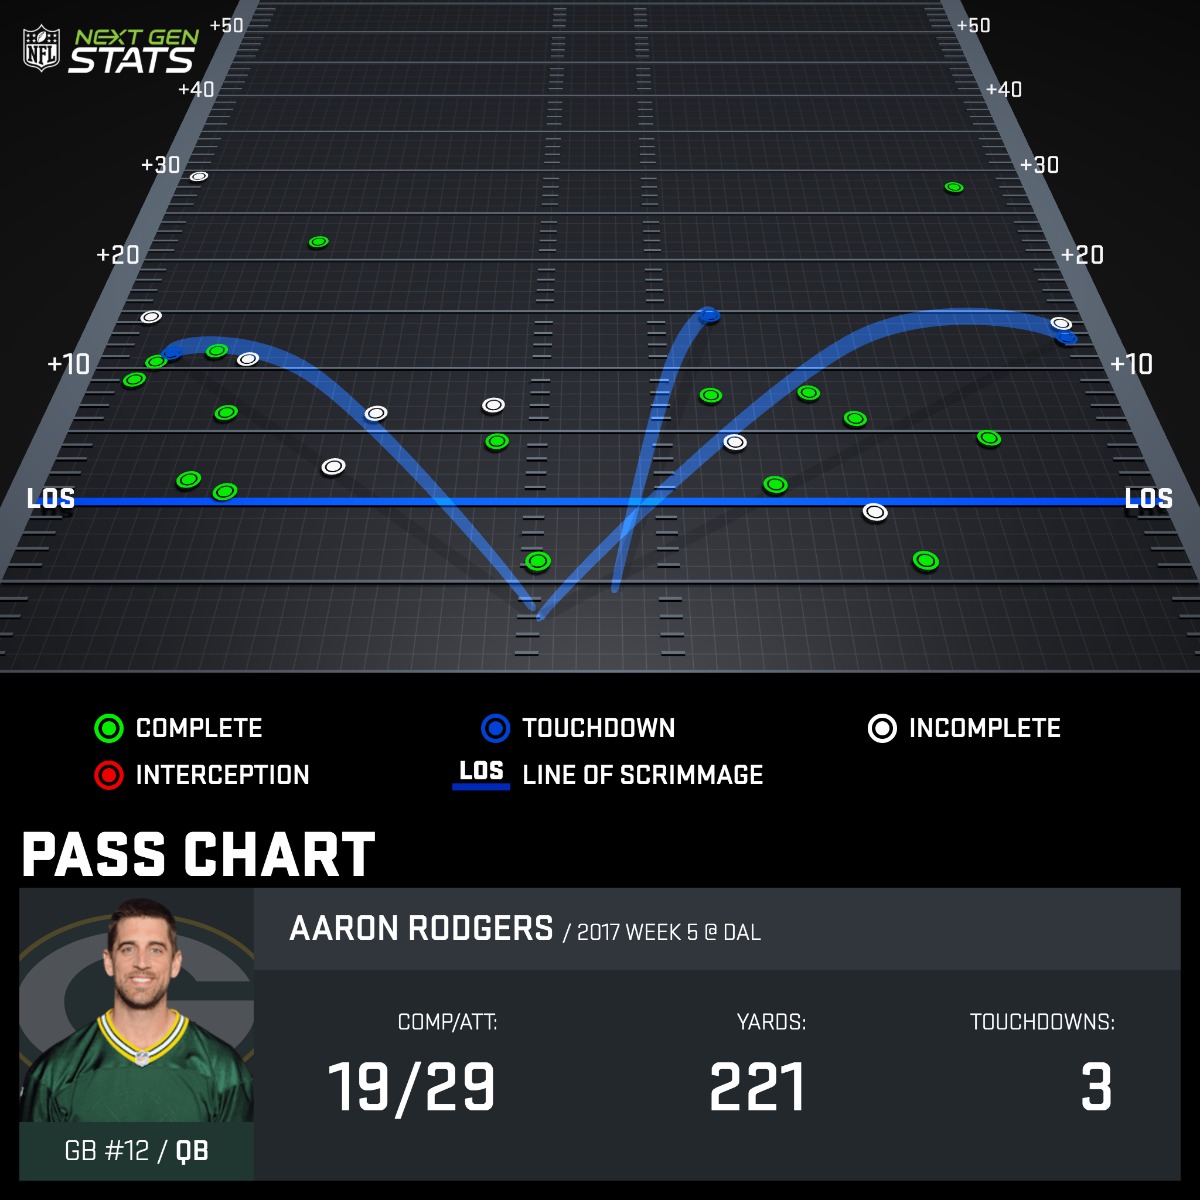 NFL
NEXT GEN
STATS
+50 +50
+40 +40
+30 +30
+20 +20
+10 +10
LOS LOS
COMPLETE TOUCHDOWN INCOMPLETE
INTERCEPTION LOS LINE OF SCRIMMAGE
PASS CHART
AARON RODGERS / 2017 WEEK 5 @ DAL
COMP/ATT: YARDS: TOUCHDOWNS:
19/29 221 3
GB #12 / QB